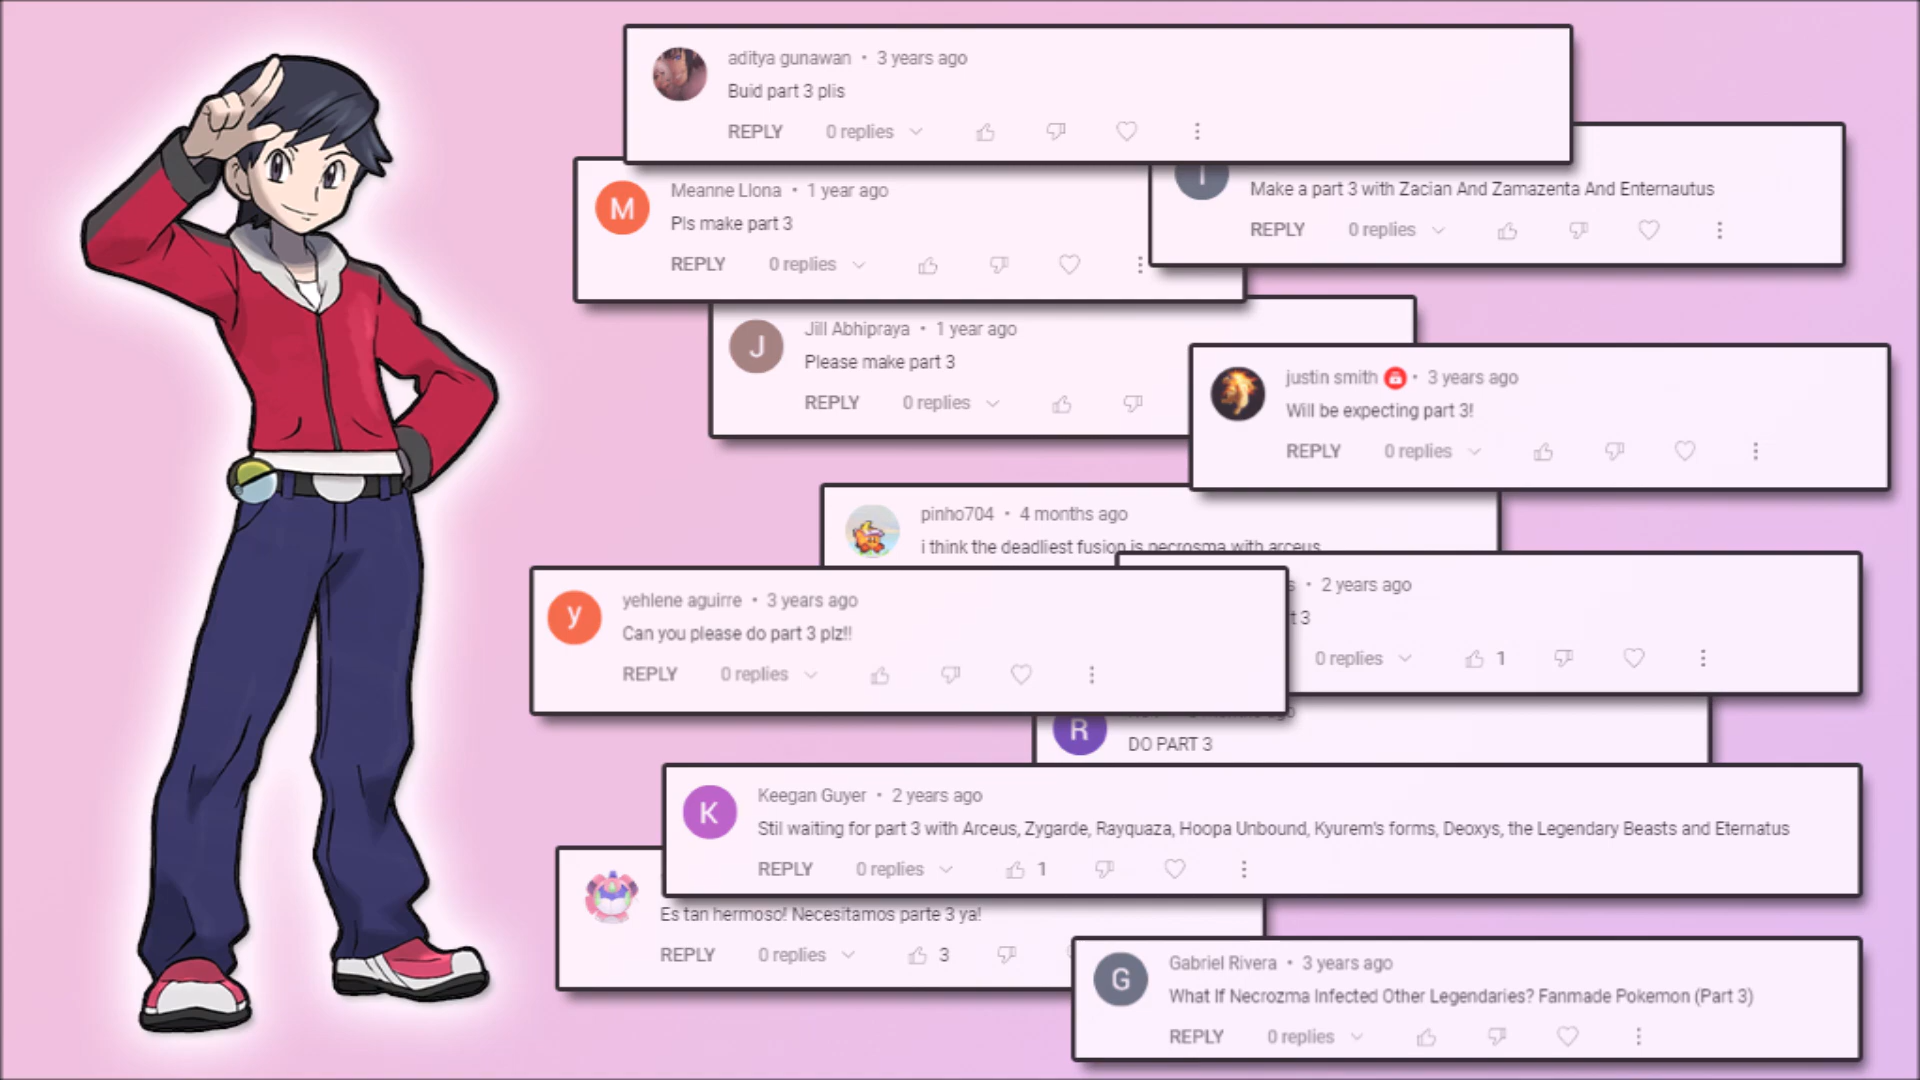 aditya gunawan • 3 years ago
Buid part 3 plis
REPLY 0 replies
M
Meanne Llona • 1 year ago
Pls make part 3
REPLY 0 replies
Make a part 3 with Zacian And Zamazenta And Enternautus
REPLY 0 replies
J
Jill Abhipraya • 1 year ago
Please make part 3
REPLY 0 replies
justin smith • 3 years ago
Will be expecting part 3!
REPLY 0 replies
pinho704 • 4 months ago
i think the deadliest fusion is necrosma with arceus
• 2 years ago
3
0 replies 1
y
yehlene aguirre • 3 years ago
Can you please do part 3 plz!!
REPLY 0 replies
R
DO PART 3
K
Keegan Guyer • 2 years ago
Stil waiting for part 3 with Arceus, Zygarde, Rayquaza, Hoopa Unbound, Kyurem's forms, Deoxys, the Legendary Beasts and Eternatus
REPLY 0 replies 1
Es tan hermoso! Necesitamos parte 3 ya!
REPLY 0 replies 3
G
Gabriel Rivera • 3 years ago
What If Necrozma Infected Other Legendaries? Fanmade Pokemon (Part 3)
REPLY 0 replies